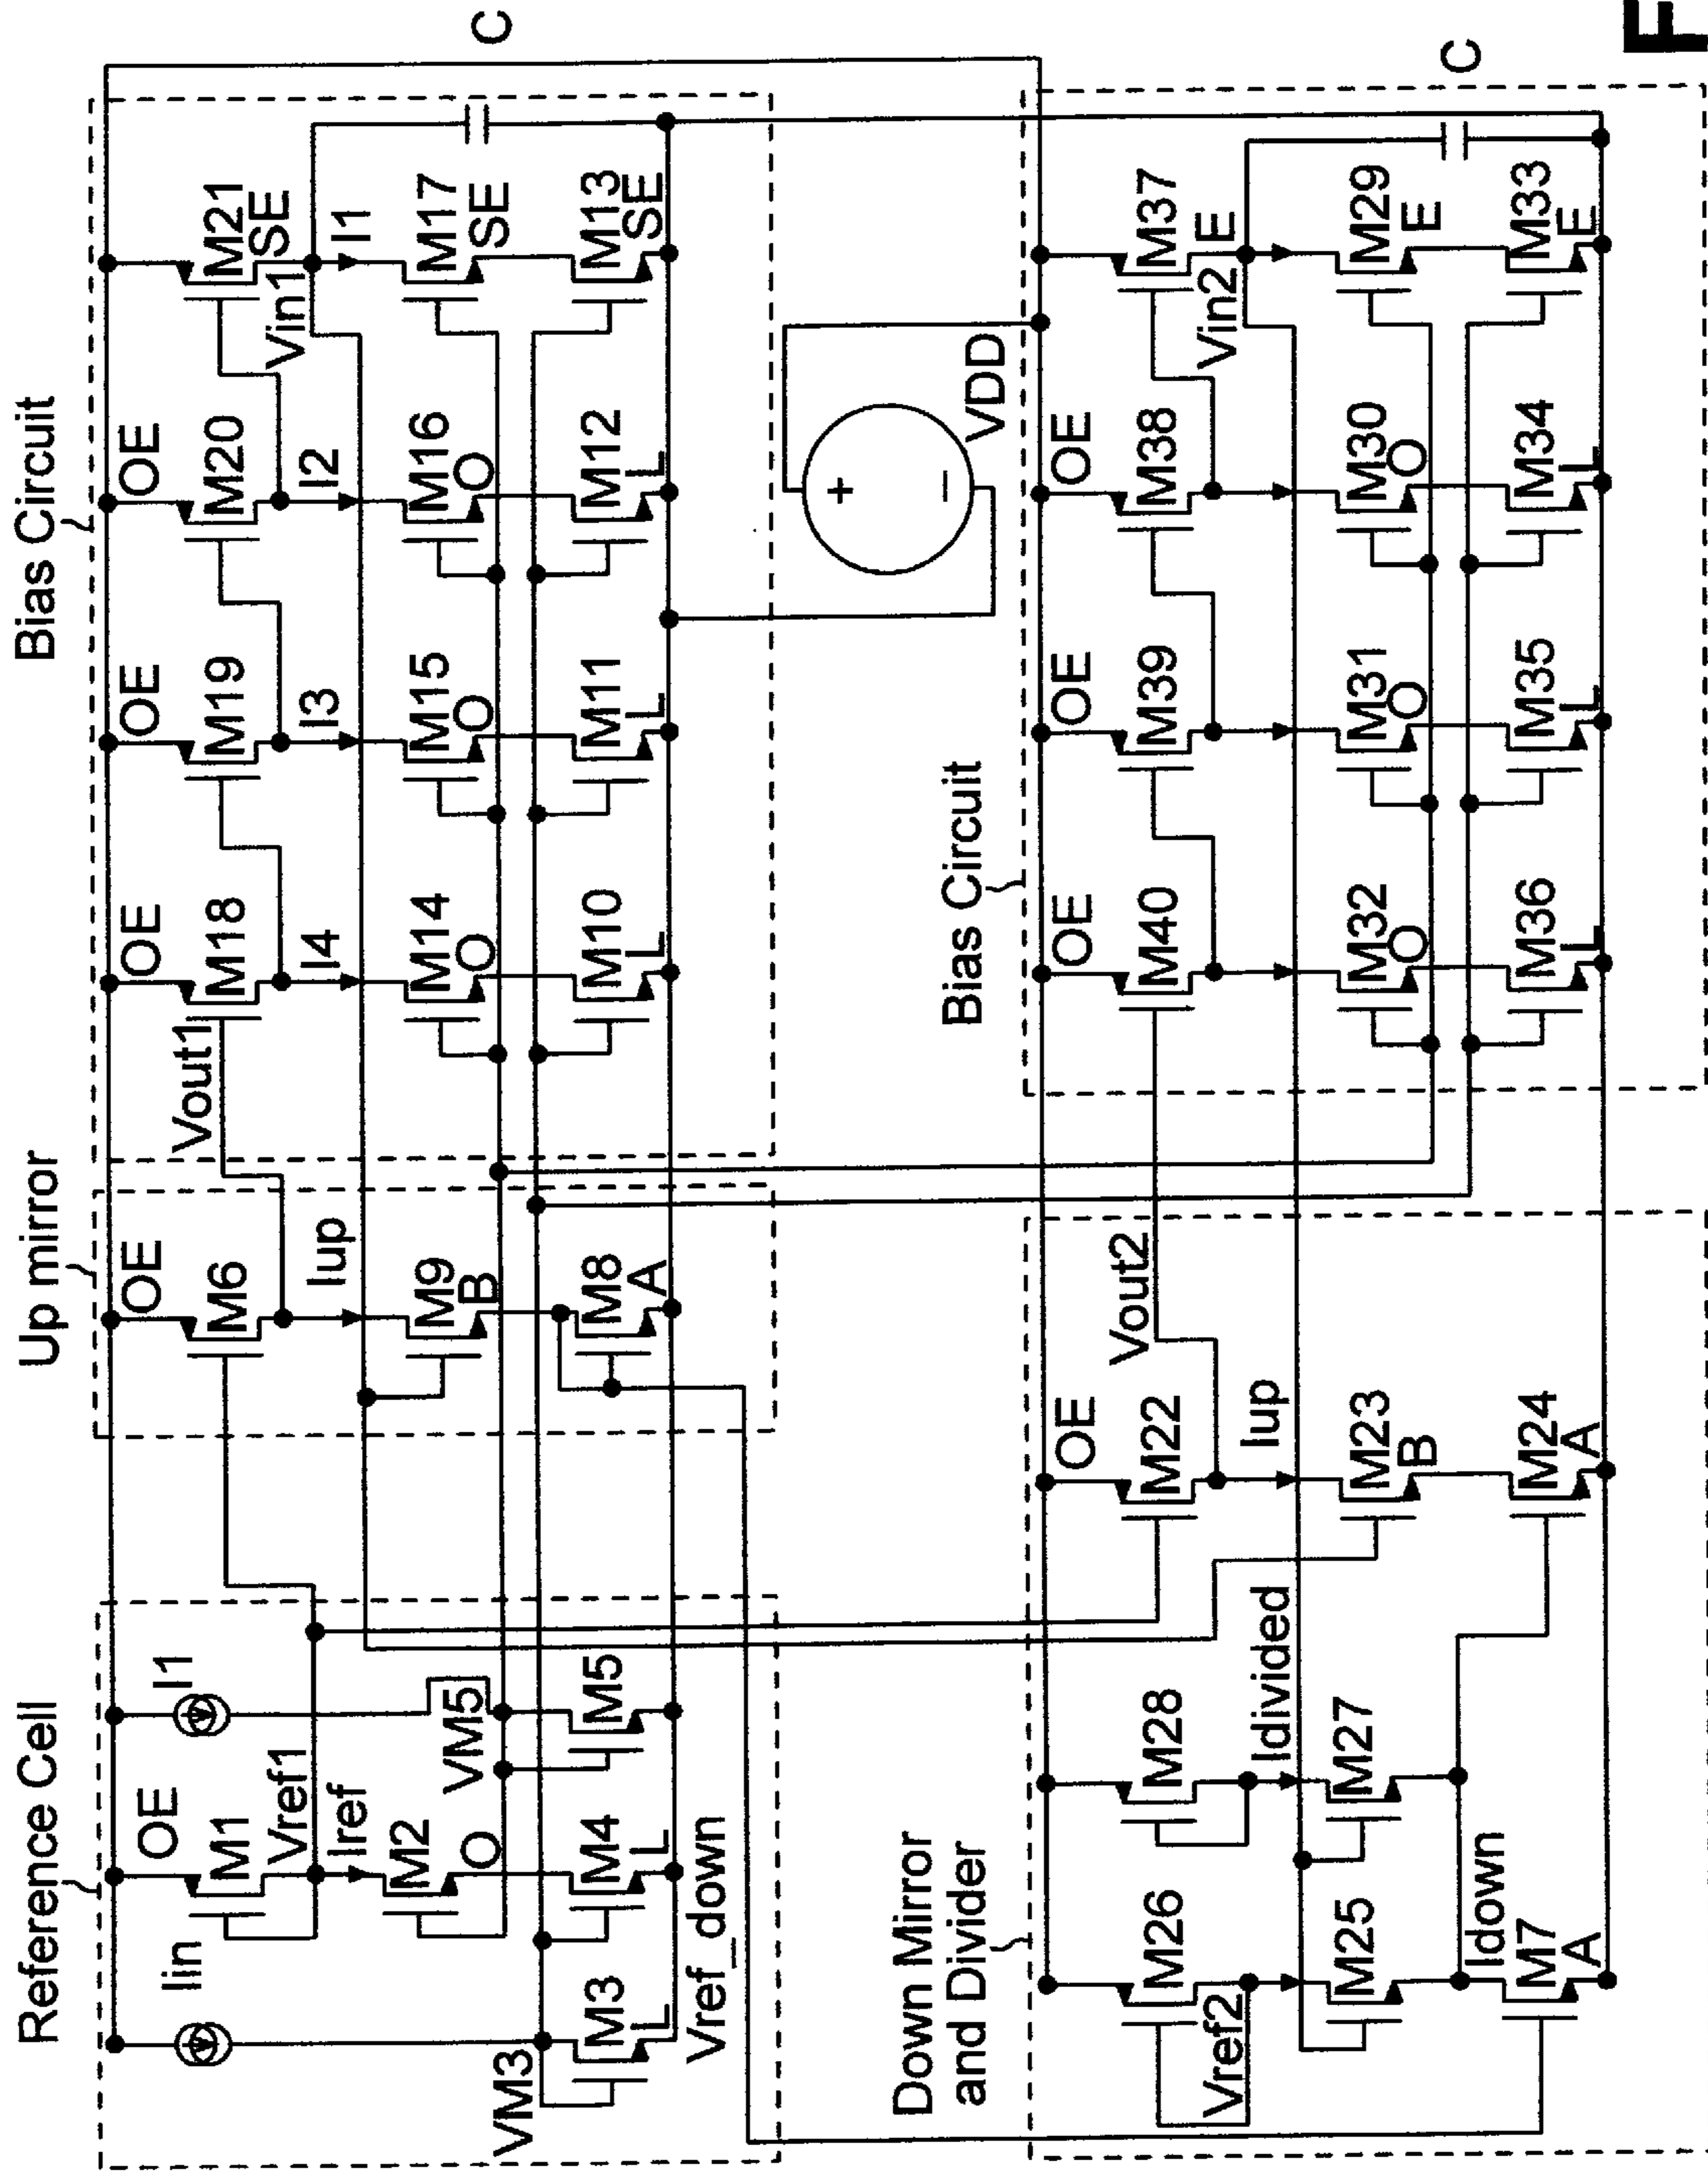 Reference Cell
Iin
OE
M1
Vref1
Iref
M2
O
I1
VM5
M5
M4
L
VM3
M3
L
Vref_down
Up mirror
OE
M6
Iup
M9
B
M8
A
Bias Circuit
Vout1
OE
M18
I4
M14
O
M10
L
OE
M19
I3
M15
O
M11
L
OE
M20
I2
M16
O
M12
L
M21
SE
Vin1
I1
M17
SE
M13
SE
C
+
−
VDD
Down Mirror
and Divider
M26
Vref2
M25
Idown
M7
A
M28
Idivided
M27
OE
M22
Vout2
Iup
M23
B
M24
A
Bias Circuit
OE
M40
M32
O
M36
L
OE
M39
M31
O
M35
L
OE
M38
M30
O
M34
L
M37
E
Vin2
M29
E
M33
E
C
F